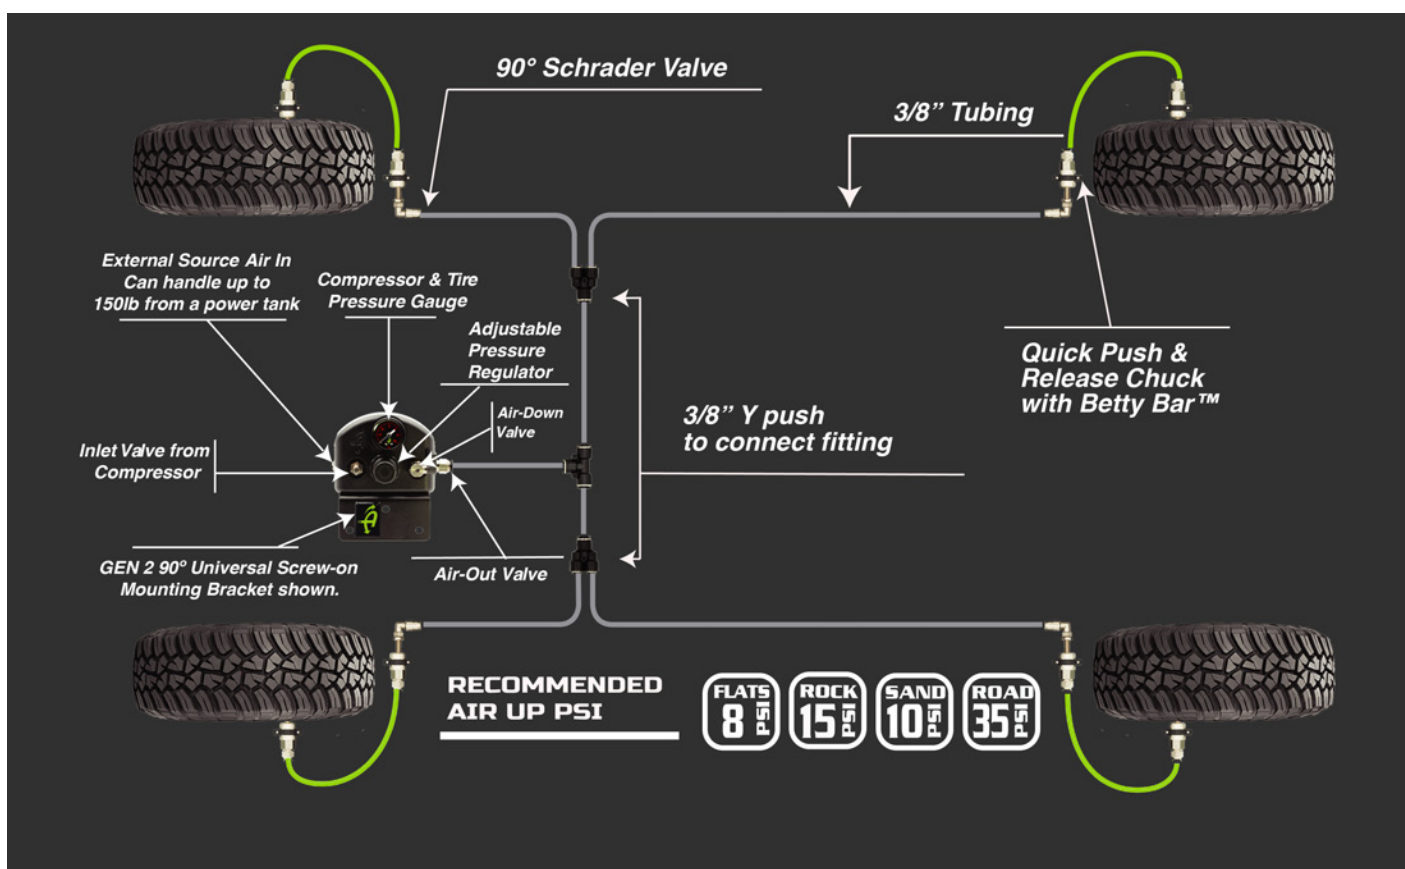 90° Schrader Valve
3/8” Tubing
External Source Air In
Can handle up to
150lb from a power tank
Compressor & Tire
Pressure Gauge
Adjustable
Pressure
Regulator
Air-Down
Valve
Inlet Valve from
Compressor
GEN 2 90° Universal Screw-on
Mounting Bracket shown.
Air-Out Valve
3/8” Y push
to connect fitting
Quick Push &
Release Chuck
with Betty Bar™
RECOMMENDED
AIR UP PSI
FLATS
8 PSI
ROCK
15 PSI
SAND
10 PSI
ROAD
35 PSI